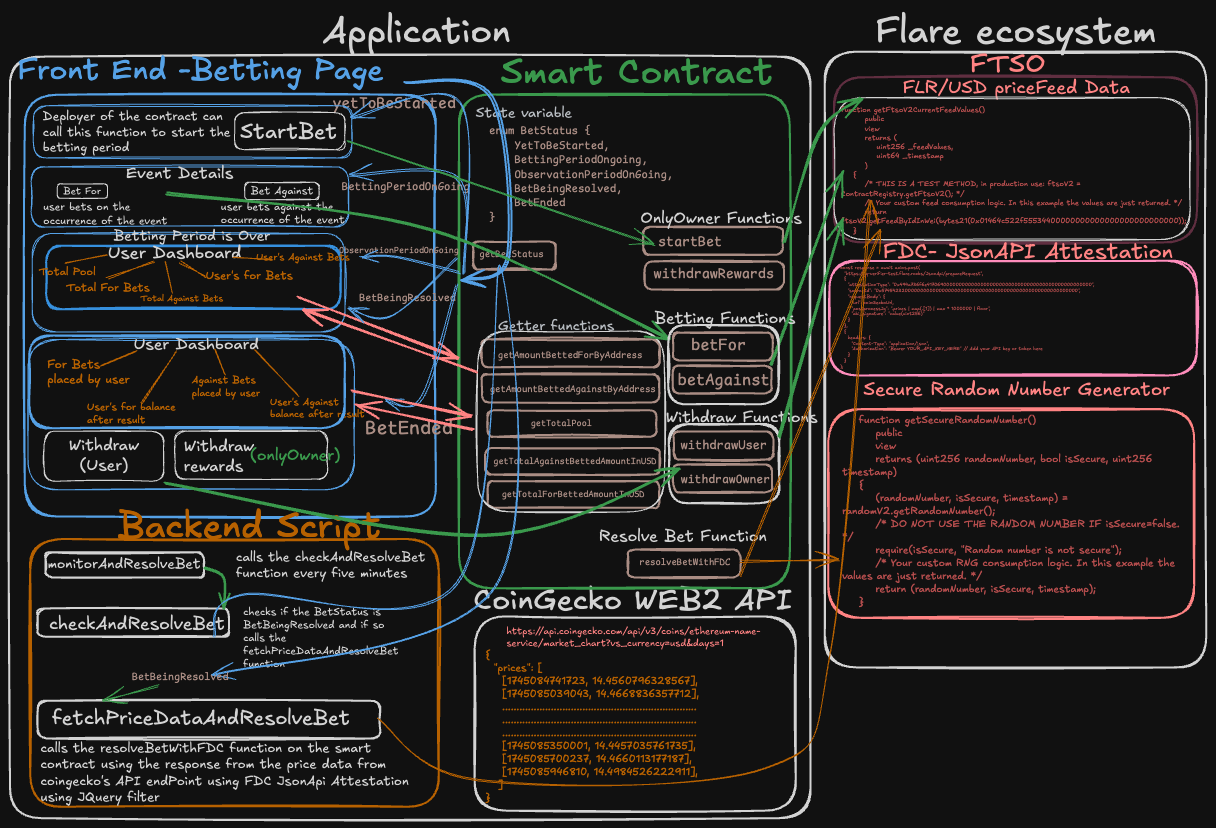 Application
Flare ecosystem
Front End -Betting Page
yetToBeStarted
Deployer of the contract can
call this function to start the
betting period
StartBet
Event Details
Bet For
Bet Against
user bets on the
occurrence of the event
user bets against the
occurrence of the event
BettingPeriodOnGoing
Betting Period is Over
User Dashboard
User's Against Bets
Total Pool
User's for Bets
Total For Bets
Total Against Bets
ObservationPeriodOnGoing
BetBeingResolved
User Dashboard
For Bets
placed by user
Against Bets
placed by user
User's for balance
after result
User's Against
balance after result
BetEnded
Withdraw
(User)
Withdraw
rewards
(onlyOwner)
Backend Script
monitorAndResolveBet
calls the checkAndResolveBet
function every five minutes
checkAndResolveBet
checks if the BetStatus is
BetBeingResolved and if so
calls the
fetchPriceDataAndResolveBet
function
BetBeingResolved
fetchPriceDataAndResolveBet
calls the resolveBetWithFDC function on the smart
contract using the response from the price data from
coingecko's API endPoint using FDC JsonApi Attestation
using JQuery filter
Smart Contract
State variable
enum BetStatus {
YetToBeStarted,
BettingPeriodOngoing,
ObservationPeriodOnGoing,
BetBeingResolved,
BetEnded
}
getBetStatus
OnlyOwner Functions
startBet
withdrawRewards
Getter functions
getAmountBettedForByAddress
getAmountBettedAgainstByAddress
getTotalPool
getTotalAgainstBettedAmountInUSD
getTotalForBettedAmountInUSD
Betting Functions
betFor
betAgainst
Withdraw Functions
withdrawUser
withdrawOwner
Resolve Bet Function
resolveBetWithFDC
CoinGecko WEB2 API
https://api.coingecko.com/api/v3/coins/ethereum-name-
service/market_chart?vs_currency=usd&days=1
{
"prices": [
[1745084741723, 14.4560796328567],
[1745085039043, 14.4668836357712],
[1745085350001, 14.4457035761735],
[1745085700237, 14.4660113177187],
[1745085946810, 14.4984526222911],
]
}
FTSO
FLR/USD priceFeed Data
function getFtsoV2CurrentFeedValues()
public
view
returns (
uint256 _feedValues,
uint64 _timestamp
)
{
/* THIS IS A TEST METHOD, in production use: ftsoV2 =
ContractRegistry.getFtsoV2(); */
Your custom feed consumption logic. In this example the values are just returned. */
return
}
FDC- JsonAPI Attestation
Secure Random Number Generator
function getSecureRandomNumber()
public
view
returns (uint256 randomNumber, bool isSecure, uint256
timestamp)
{
(randomNumber, isSecure, timestamp) =
randomV2.getRandomNumber();
/* DO NOT USE THE RANDOM NUMBER IF isSecure=false.
*/
require(isSecure, "Random number is not secure");
/* Your custom RNG consumption logic. In this example the
values are just returned. */
return (randomNumber, isSecure, timestamp);
}